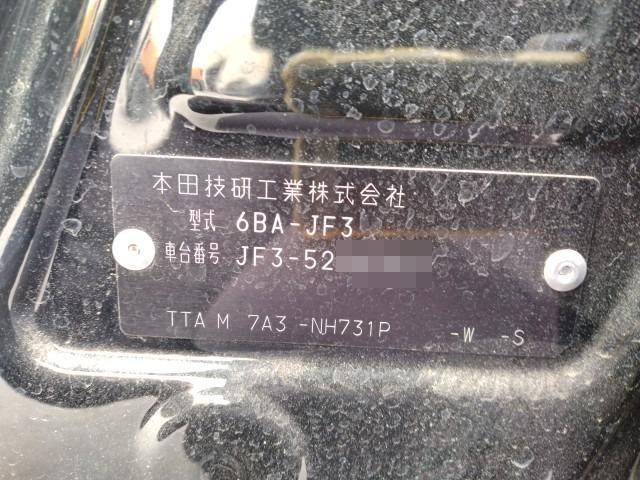 本田技研工業株式会社
型式 6BA-JF3
車台番号 JF3-52
TTA M 7A3 -NH731P -W -S